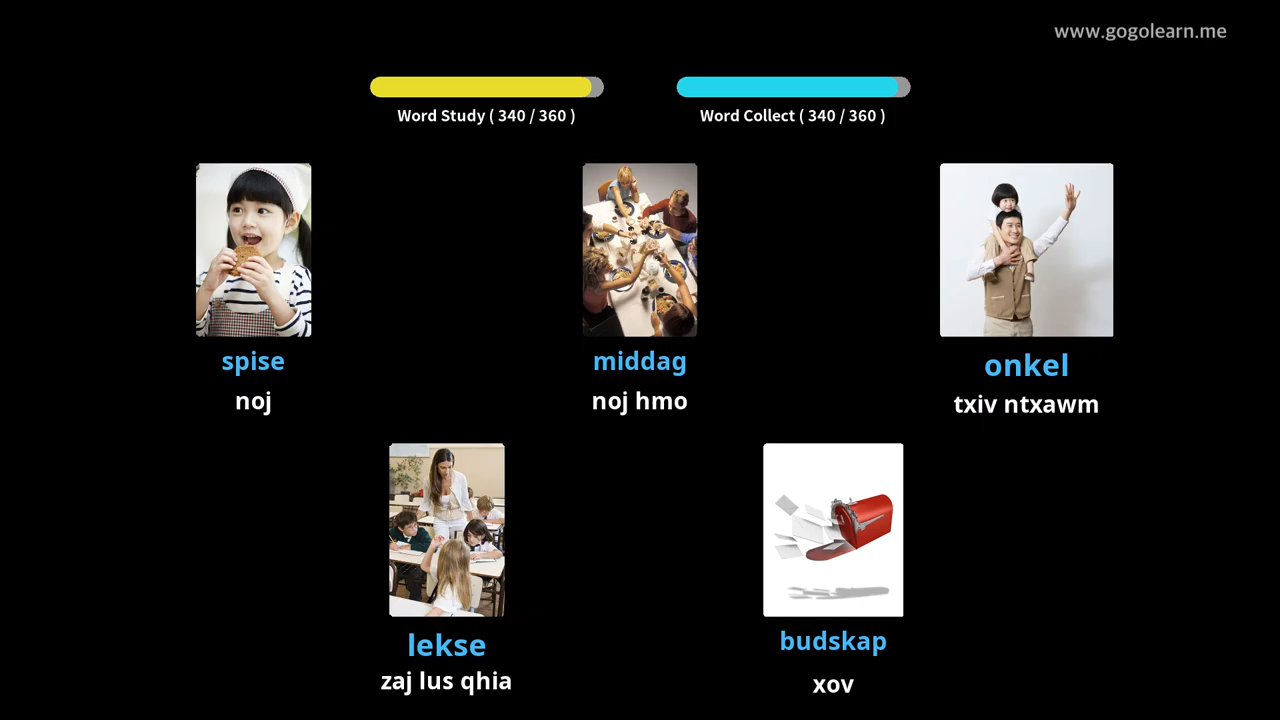 www.gogolearn.me
Word Study ( 340 / 360 )
Word Collect ( 340 / 360 )
spise
noj
middag
noj hmo
onkel
txiv ntxawm
lekse
zaj lus qhia
budskap
xov